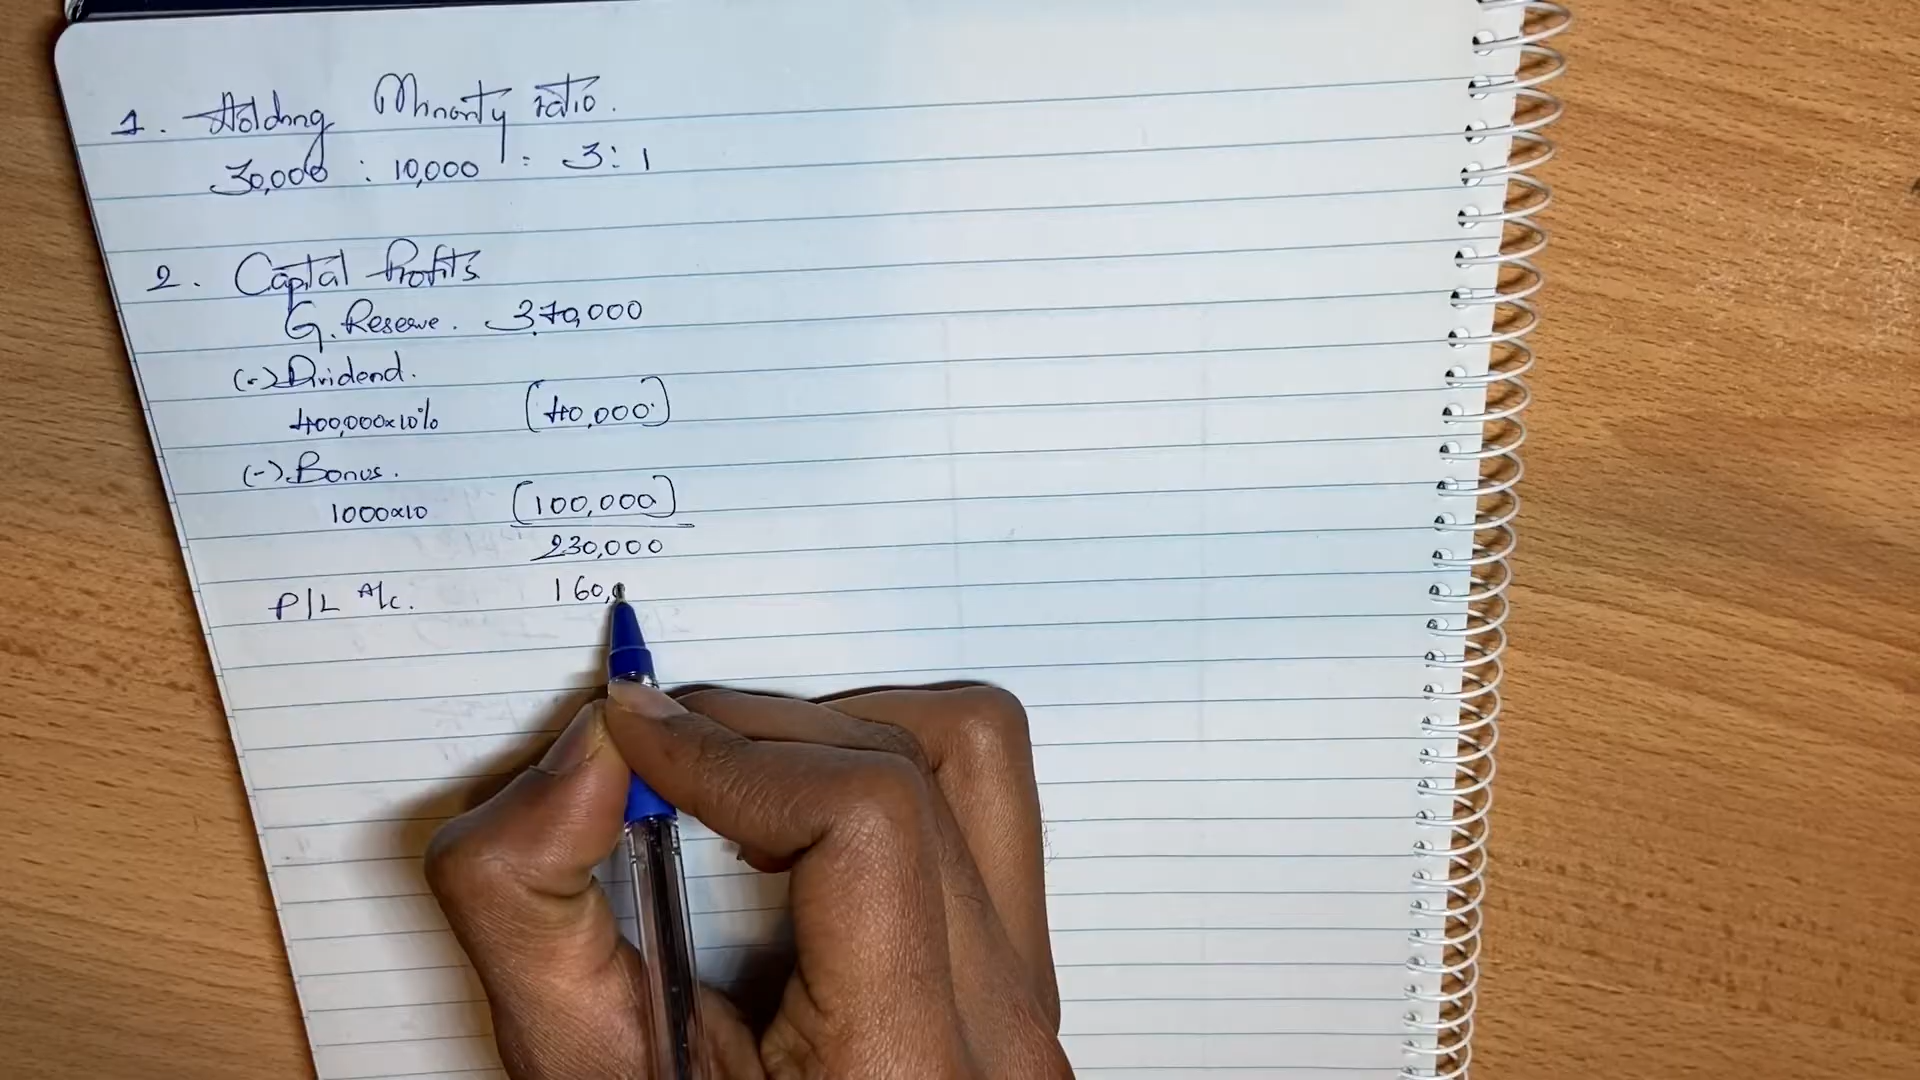 1. Holding Minority ratio.
30,000 : 10,000 = 3:1
2. Capital Profits
G. Reserve. 370,000
(-) Dividend.
400,000x10% [40,000]
(-) Bonus.
1000x10 [100,000]
230,000
P/L A/c. 160,0